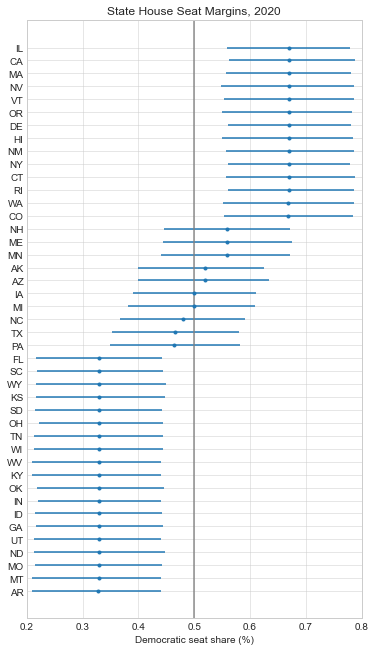 State House Seat Margins, 2020
IL
CA
MA
NV
VT
OR
DE
HI
NM
NY
CT
RI
WA
CO
NH
ME
MN
AK
AZ
IA
MI
NC
TX
PA
FL
SC
WY
KS
SD
OH
TN
WI
WV
KY
OK
IN
ID
GA
UT
ND
MO
MT
AR
0.2 0.3 0.4 0.5 0.6 0.7 0.8
Democratic seat share (%)